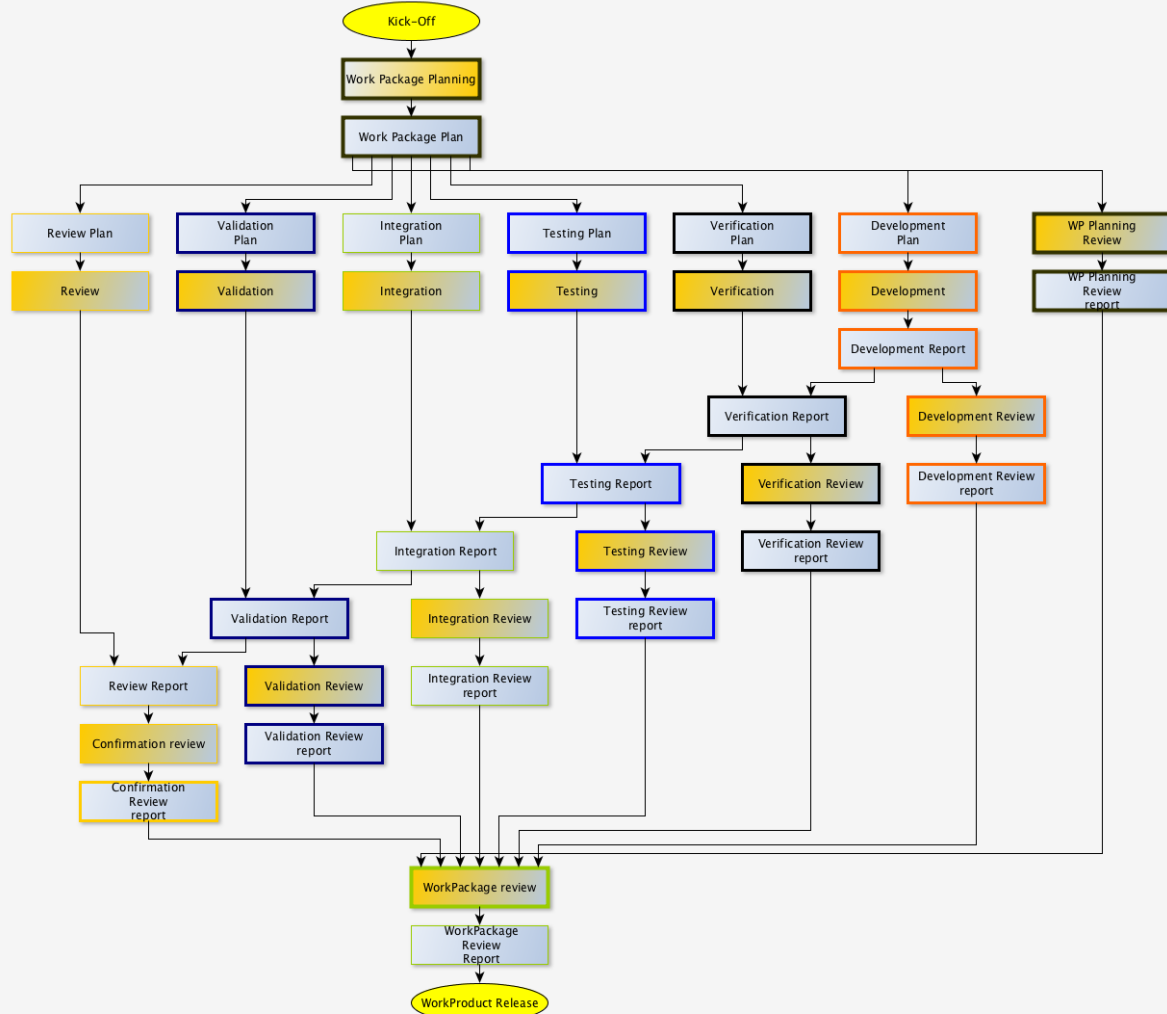 Kick-Off
Work Package Planning
Work Package Plan
Review Plan
Validation
Plan
Integration
Plan
Testing Plan
Verification
Plan
Development
Plan
WP Planning
Review
Review
Validation
Integration
Testing
Verification
Development
WP Planning
Review
report
Development Report
Verification Report
Development Review
Testing Report
Verification Review
Development Review
report
Integration Report
Testing Review
Verification Review
report
Validation Report
Integration Review
Testing Review
report
Review Report
Validation Review
Integration Review
report
Confirmation review
Validation Review
report
Confirmation
Review
report
WorkPackage review
WorkPackage
Review
Report
WorkProduct Release